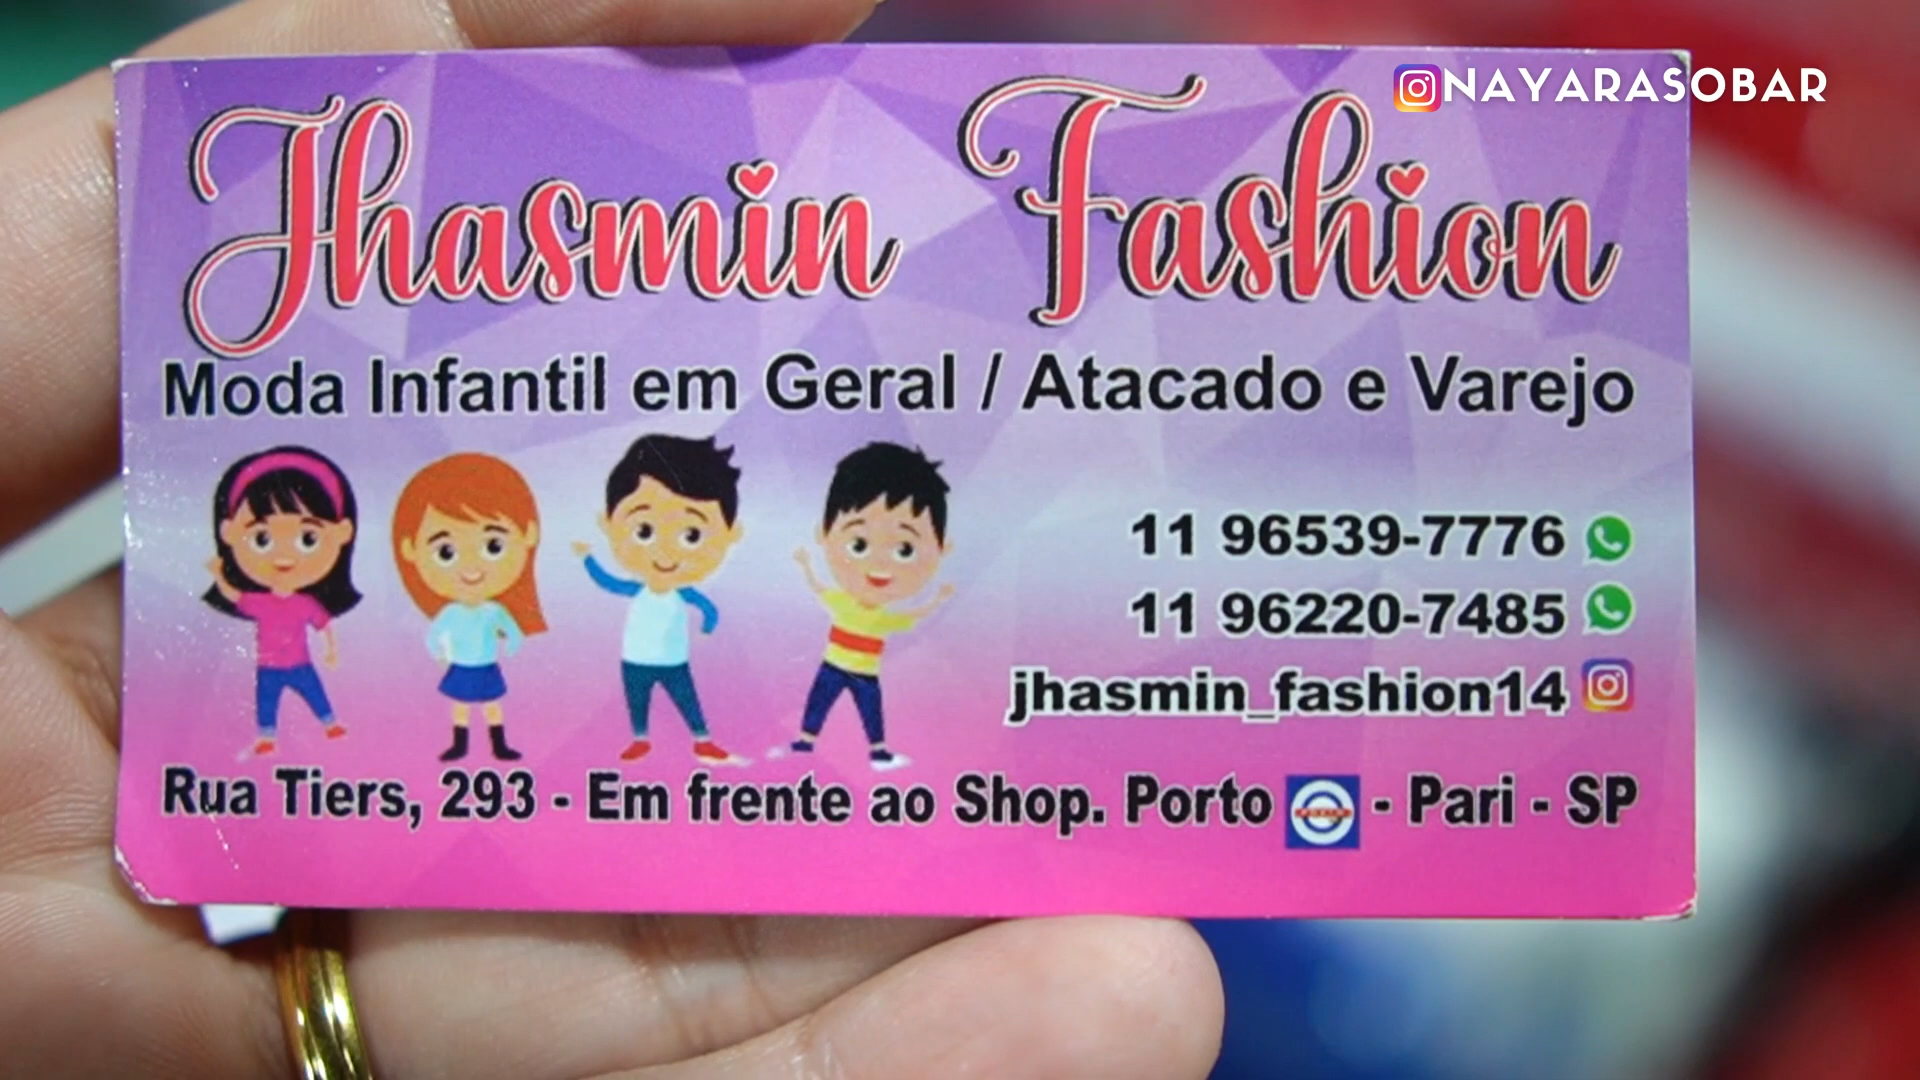 NAYARASOBAR
Jhasmin Fashion
Moda Infantil em Geral / Atacado e Varejo
11 96539-7776
11 96220-7485
jhasmin_fashion14
Rua Tiers, 293 - Em frente ao Shop. Porto - Pari - SP